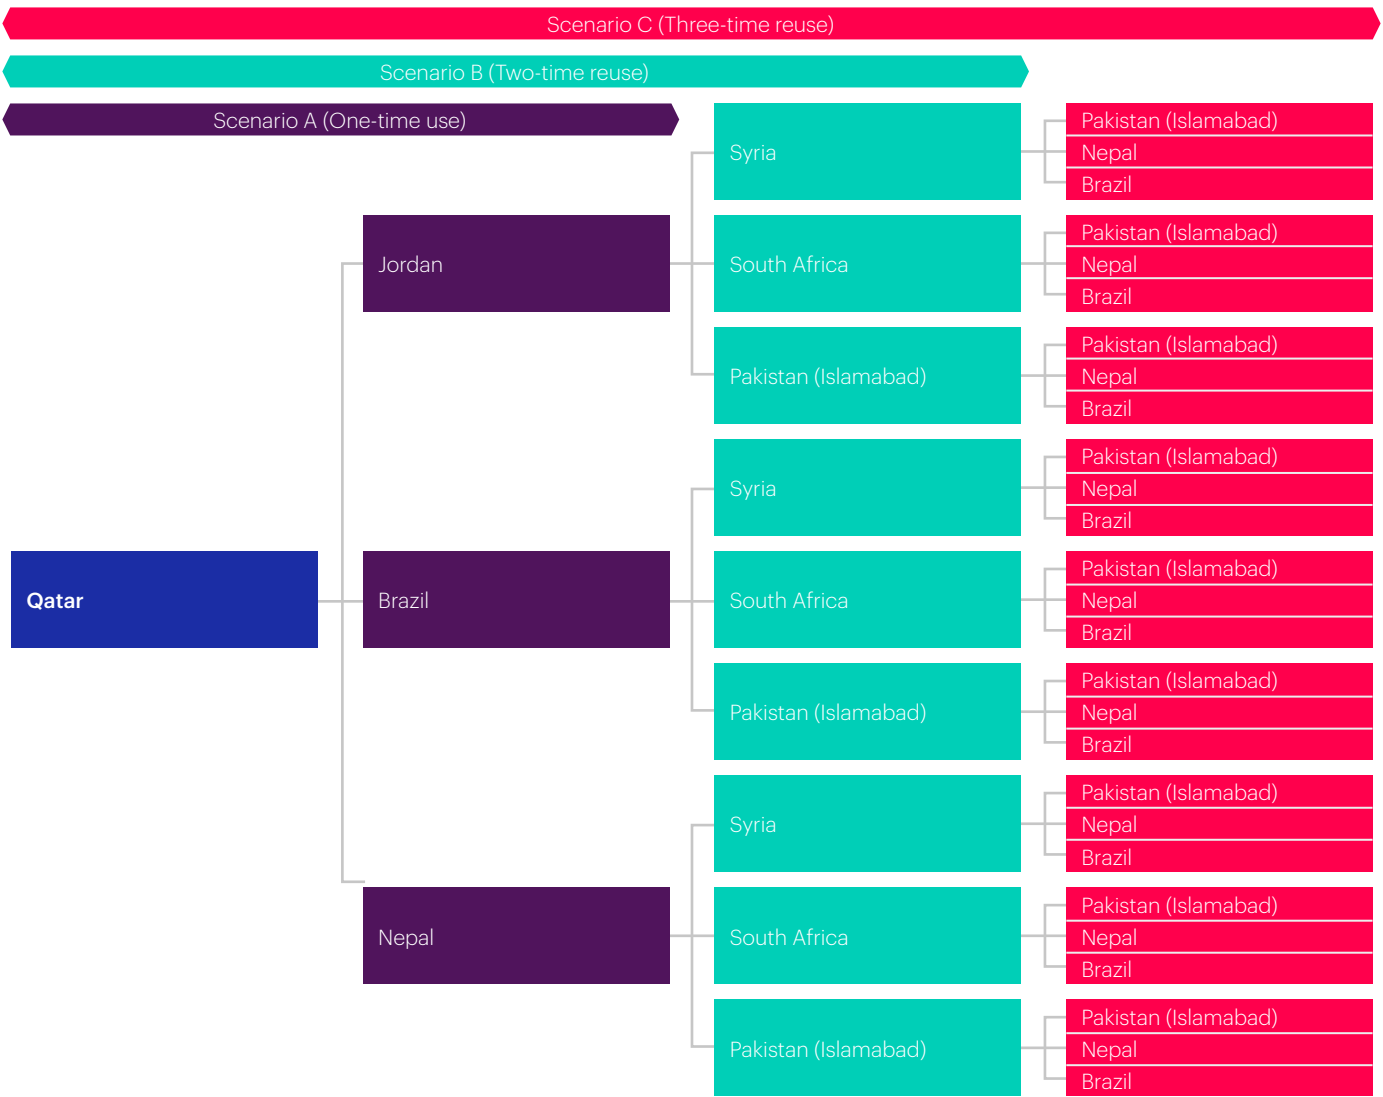 Scenario C (Three-time reuse)
Scenario B (Two-time reuse)
Scenario A (One-time use)
Qatar
Jordan
Syria
Pakistan (Islamabad)
Nepal
Brazil
South Africa
Pakistan (Islamabad)
Nepal
Brazil
Pakistan (Islamabad)
Pakistan (Islamabad)
Nepal
Brazil
Brazil
Syria
Pakistan (Islamabad)
Nepal
Brazil
South Africa
Pakistan (Islamabad)
Nepal
Brazil
Pakistan (Islamabad)
Pakistan (Islamabad)
Nepal
Brazil
Nepal
Syria
Pakistan (Islamabad)
Nepal
Brazil
South Africa
Pakistan (Islamabad)
Nepal
Brazil
Pakistan (Islamabad)
Pakistan (Islamabad)
Nepal
Brazil